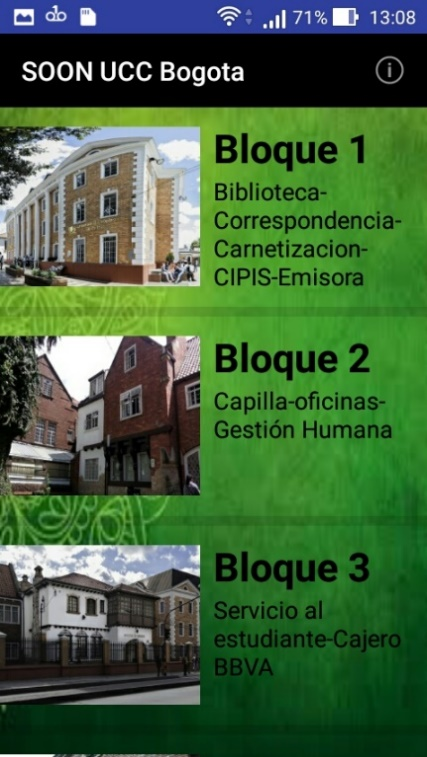 71% 13:08
SOON UCC Bogota
Bloque 1
Biblioteca-
Correspondencia-
Carnetizacion-
CIPIS-Emisora
Bloque 2
Capilla-oficinas-
Gestión Humana
Bloque 3
Servicio al
estudiante-Cajero
BBVA